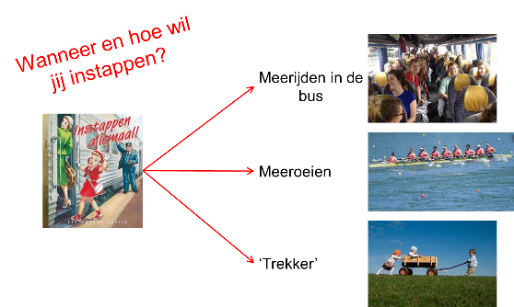 Wanneer en hoe wil
jij instappen?
Meerijden in de
bus
Instappen
allemaal!
Meeroeien
‘Trekker’